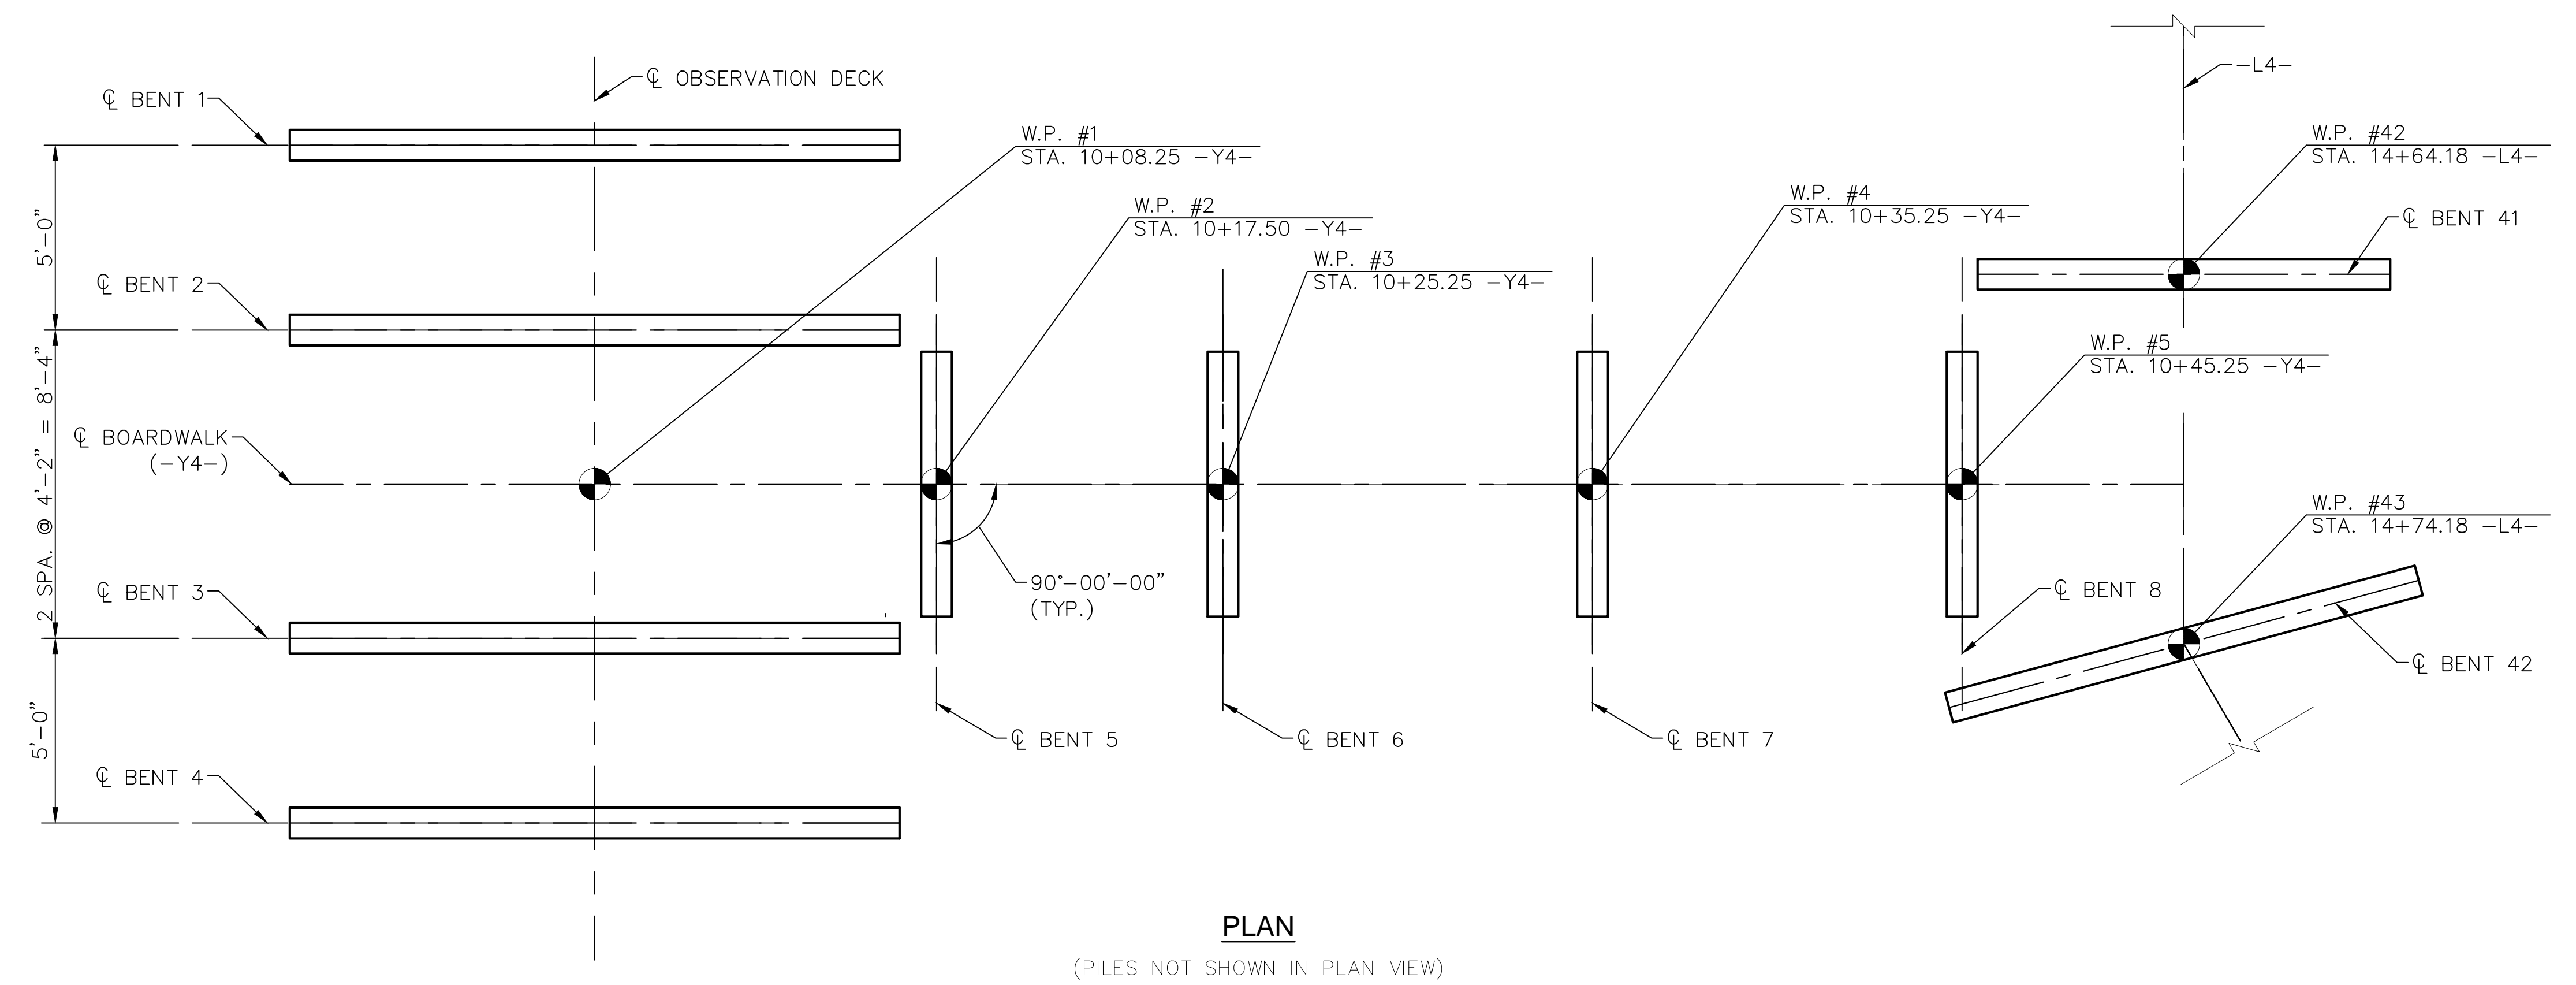 ℄ OBSERVATION DECK
℄ BENT 1
-L4-
W.P. #1
STA. 10+08.25 -Y4-
W.P. #42
STA. 14+64.18 -L4-
W.P. #2
STA. 10+17.50 -Y4-
W.P. #4
STA. 10+35.25 -Y4-
℄ BENT 41
5'-0"
W.P. #3
STA. 10+25.25 -Y4-
℄ BENT 2
W.P. #5
STA. 10+45.25 -Y4-
2 SPA. @ 4'-2" = 8'-4"
℄ BOARDWALK
(-Y4-)
W.P. #43
STA. 14+74.18 -L4-
90°-00'-00"
(TYP.)
℄ BENT 3
℄ BENT 8
℄ BENT 42
5'-0"
℄ BENT 5
℄ BENT 6
℄ BENT 7
℄ BENT 4
PLAN
(PILES NOT SHOWN IN PLAN VIEW)